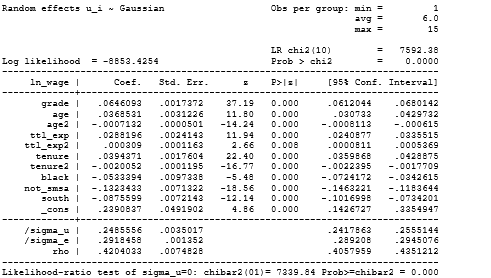 Random effects u_i ~ Gaussian Obs per group: min = 1
avg = 6.0
max = 15
LR chi2(10) = 7592.38
Log likelihood = -8853.4254 Prob > chi2 = 0.0000
ln_wage | Coef. Std. Err. z P>|z| [95% Conf. Interval]
grade | .0646093 .0017372 37.19 0.000 .0612044 .0680142
age | .0368531 .0031226 11.80 0.000 .030733 .0429732
age2 | -.0007132 .0000501 -14.24 0.000 -.0008113 -.000615
ttl_exp | .0288196 .0024143 11.94 0.000 .0240877 .0335515
ttl_exp2 | .000309 .0001163 2.66 0.008 .0000811 .0005369
tenure | .0394371 .0017604 22.40 0.000 .0359868 .0428875
tenure2 | -.0020052 .0001195 -16.77 0.000 -.0022395 -.0017709
black | -.0533394 .0097338 -5.48 0.000 -.0724172 -.0342615
not_smsa | -.1323433 .0071322 -18.56 0.000 -.1463221 -.1183644
south | -.0875599 .0072143 -12.14 0.000 -.1016998 -.0734201
_cons | .2390837 .0491902 4.86 0.000 .1426727 .3354947
/sigma_u | .2485556 .0035017 .2417863 .2555144
/sigma_e | .2918458 .001352 .289208 .2945076
rho | .4204033 .0074828 .4057959 .4351212
Likelihood-ratio test of sigma_u=0: chibar2(01)= 7339.84 Prob>=chibar2 = 0.000